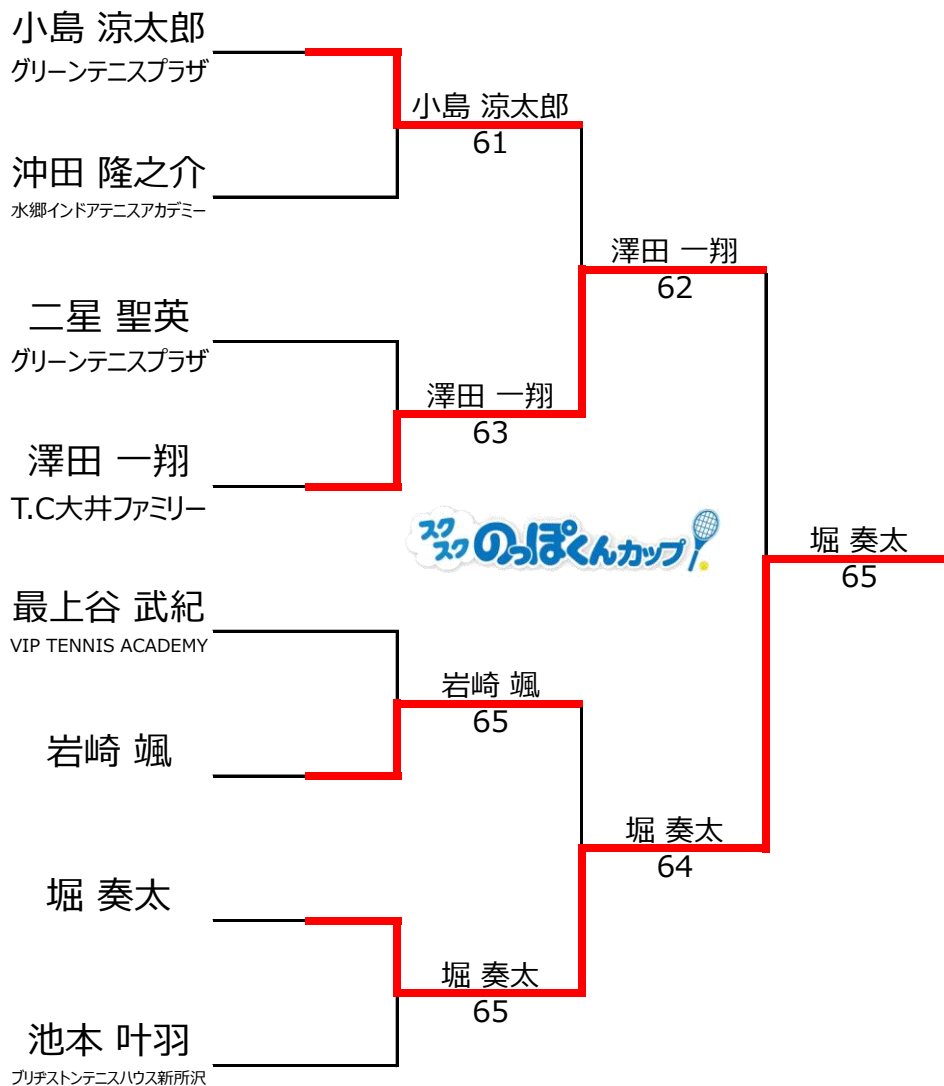 小島 涼太郎
グリーンテニスプラザ
小島 涼太郎
61
沖田 隆之介
水郷インドアテニスアカデミー
澤田 一翔
62
二星 聖英
グリーンテニスプラザ
澤田 一翔
63
澤田 一翔
T.C大井ファミリー
スクスク のっぽくんカップ
堀 奏太
65
最上谷 武紀
VIP TENNIS ACADEMY
岩崎 颯
65
岩崎 颯
堀 奏太
64
堀 奏太
堀 奏太
65
池本 叶羽
ブリヂストンテニスハウス新所沢